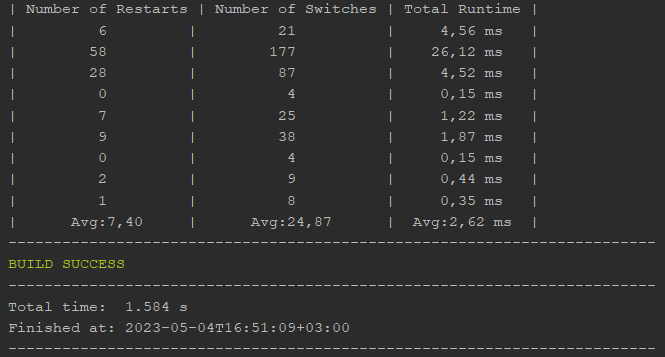 | Number of Restarts | Number of Switches | Total Runtime |
| 6 | 21 | 4,56 ms |
| 58 | 177 | 26,12 ms |
| 28 | 87 | 4,52 ms |
| 0 | 4 | 0,15 ms |
| 7 | 25 | 1,22 ms |
| 9 | 38 | 1,87 ms |
| 0 | 4 | 0,15 ms |
| 2 | 9 | 0,44 ms |
| 1 | 8 | 0,35 ms |
| Avg:7,40 | Avg:24,87 | Avg:2,62 ms |
------------------------------------------------------------------------
BUILD SUCCESS
------------------------------------------------------------------------
Total time:  1.584 s
Finished at: 2023-05-04T16:51:09+03:00
------------------------------------------------------------------------